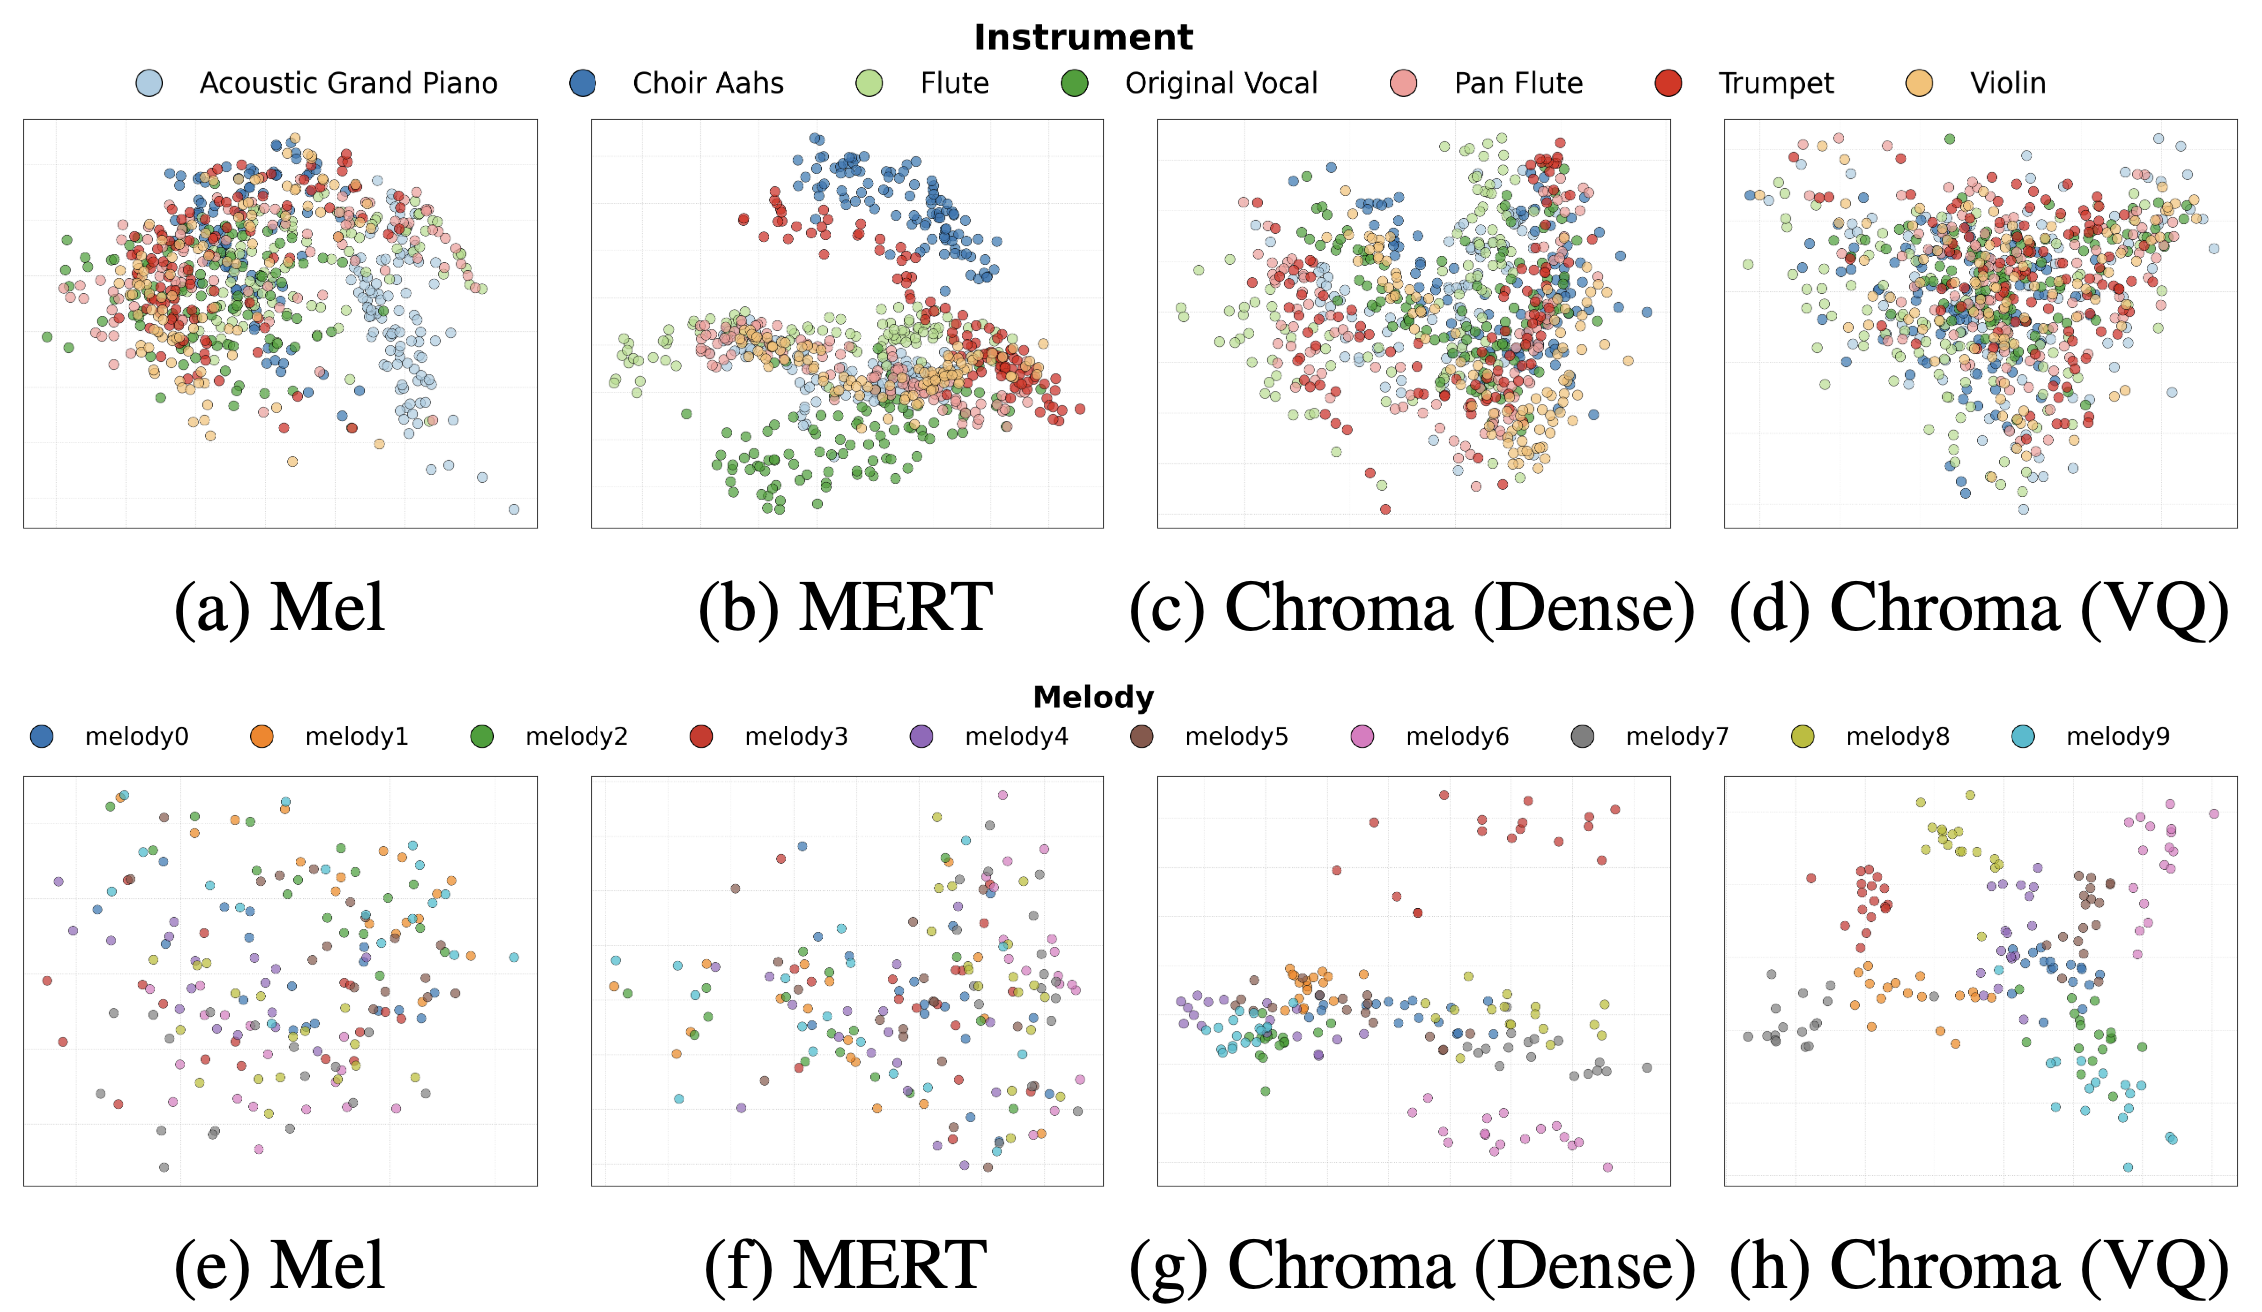 Instrument
Acoustic Grand Piano Choir Aahs Flute Original Vocal Pan Flute Trumpet Violin
(a) Mel (b) MERT (c) Chroma (Dense) (d) Chroma (VQ)
Melody
melody0 melody1 melody2 melody3 melody4 melody5 melody6 melody7 melody8 melody9
(e) Mel (f) MERT (g) Chroma (Dense) (h) Chroma (VQ)